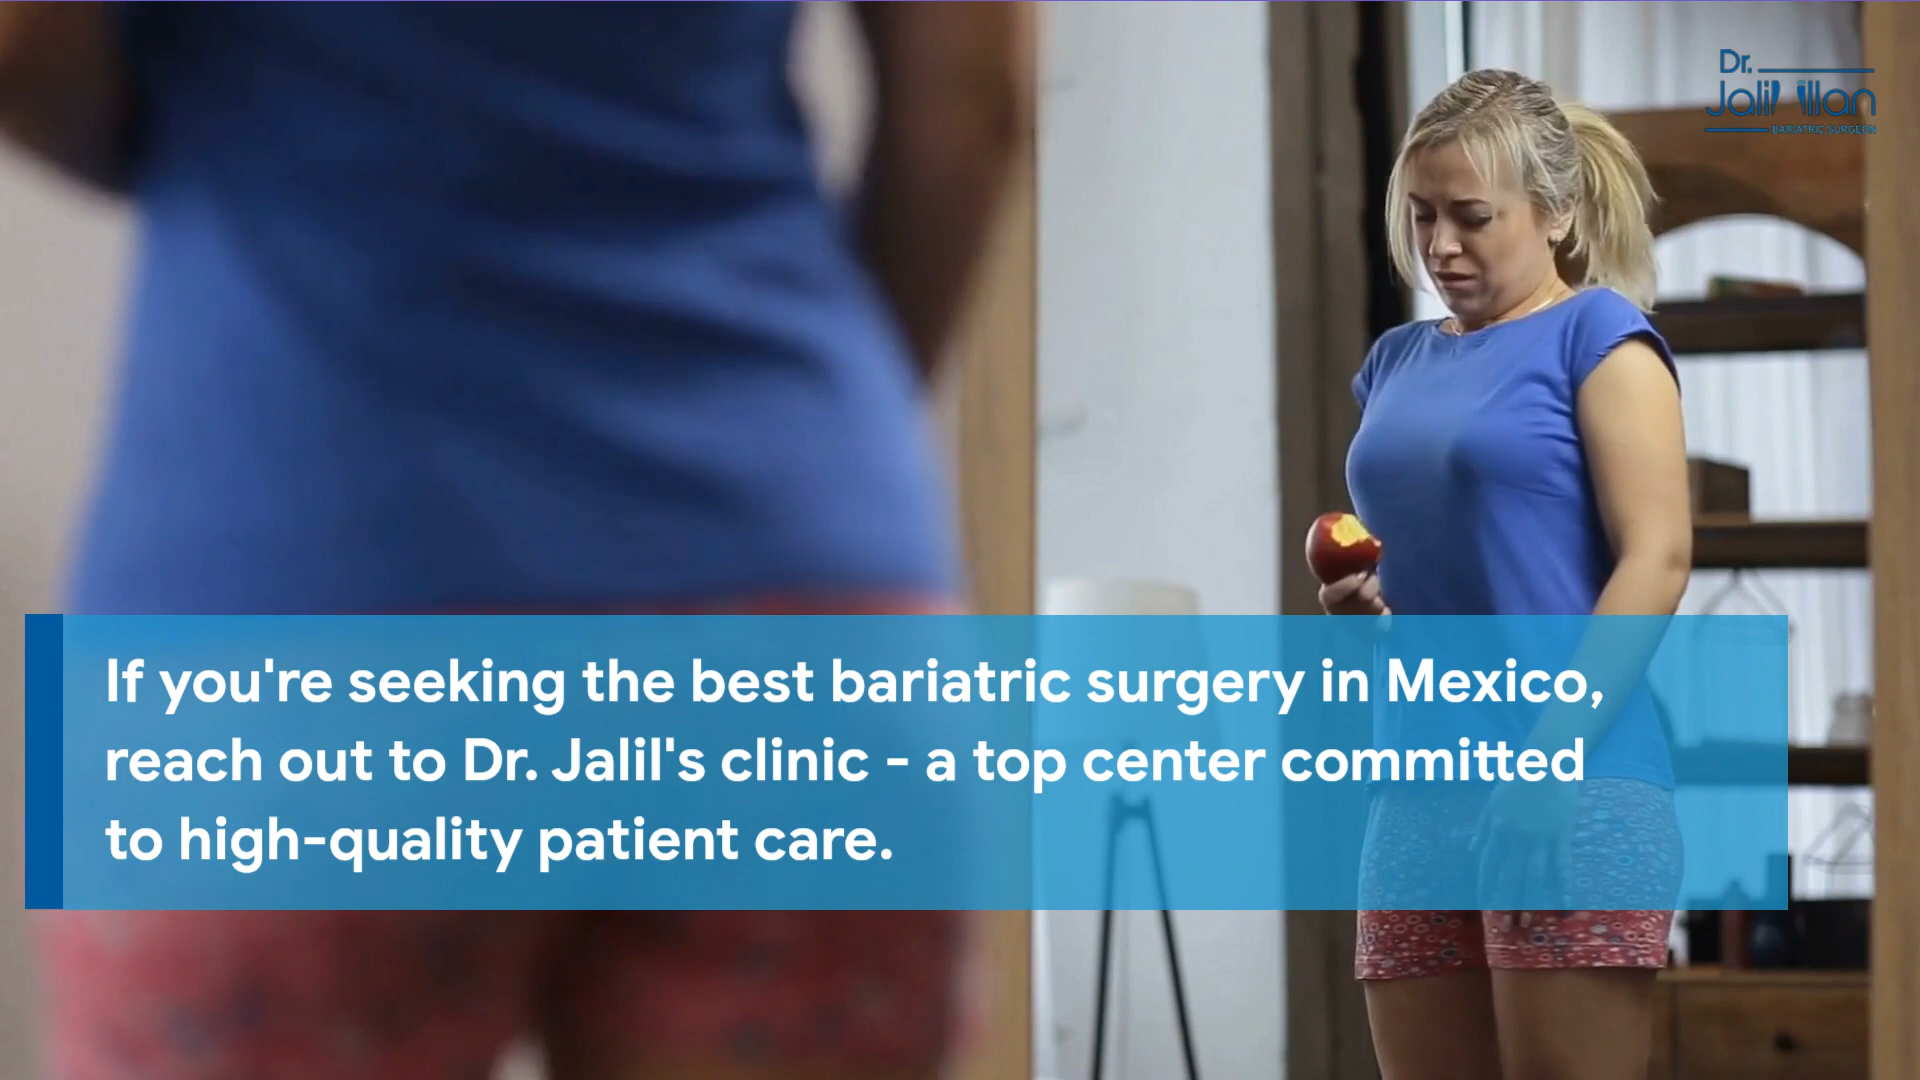 Dr.
Jalil Illan
BARIATRIC SURGEON
If you're seeking the best bariatric surgery in Mexico,
reach out to Dr. Jalil's clinic - a top center committed
to high-quality patient care.